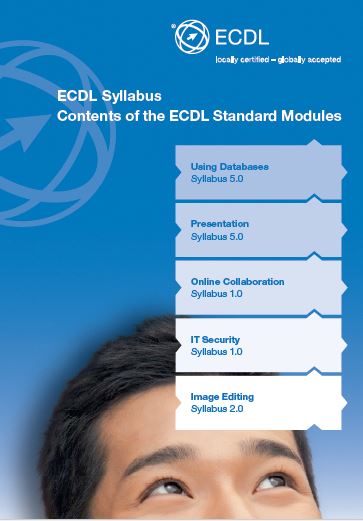 ® ECDL
locally certified – globally accepted
ECDL Syllabus
Contents of the ECDL Standard Modules
Using Databases
Syllabus 5.0
Presentation
Syllabus 5.0
Online Collaboration
Syllabus 1.0
IT Security
Syllabus 1.0
Image Editing
Syllabus 2.0